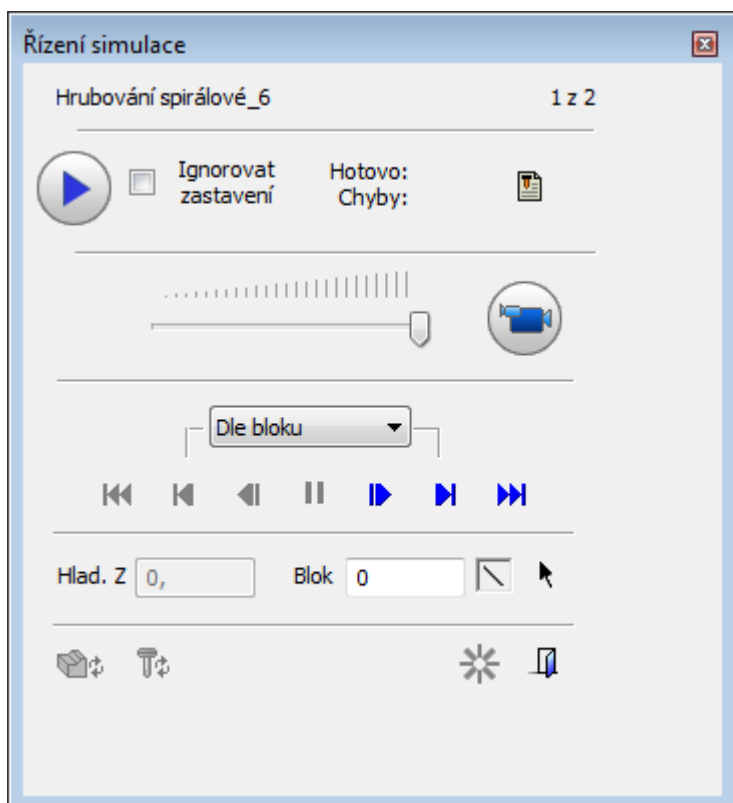 Řízení simulace
Hrubování spirálové_6 1 z 2
Ignorovat Hotovo:
zastavení Chyby:
Dle bloku
Hlad. Z 0, Blok 0